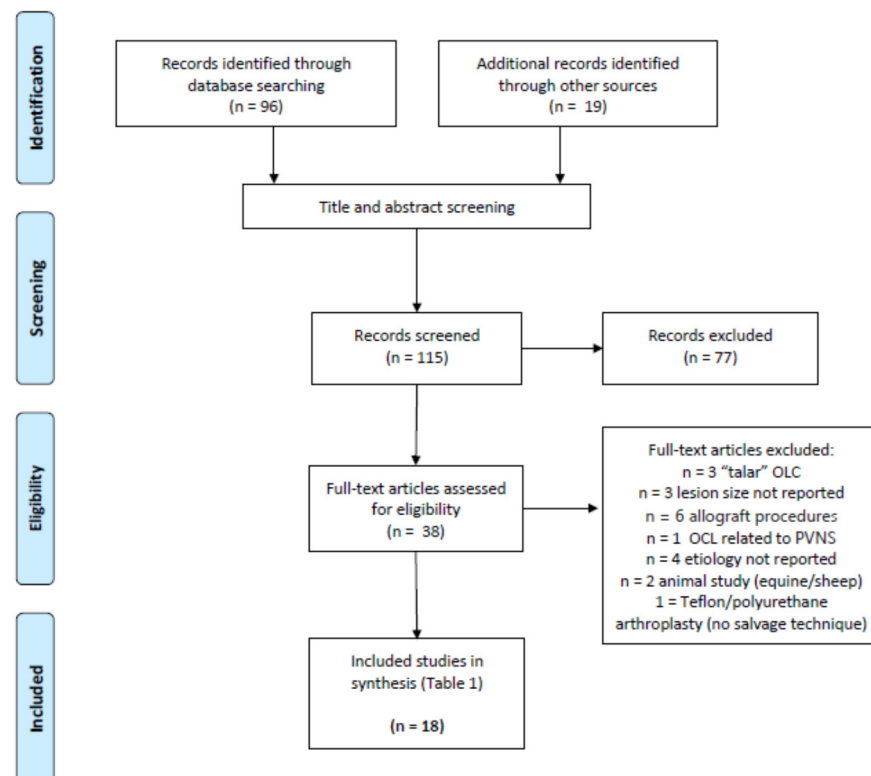 Identification
Records identified through
database searching
(n = 96)
Additional records identified
through other sources
(n = 19)
Title and abstract screening
Screening
Records screened
(n = 115)
Records excluded
(n = 77)
Eligibility
Full-text articles assessed
for eligibility
(n = 38)
Full-text articles excluded:
n = 3 “talar” OLC
n = 3 lesion size not reported
n = 6 allograft procedures
n = 1 OCL related to PVNS
n = 4 etiology not reported
n = 2 animal study (equine/sheep)
1 = Teflon/polyurethane
arthroplasty (no salvage technique)
Included
Included studies in
synthesis (Table 1)
(n = 18)